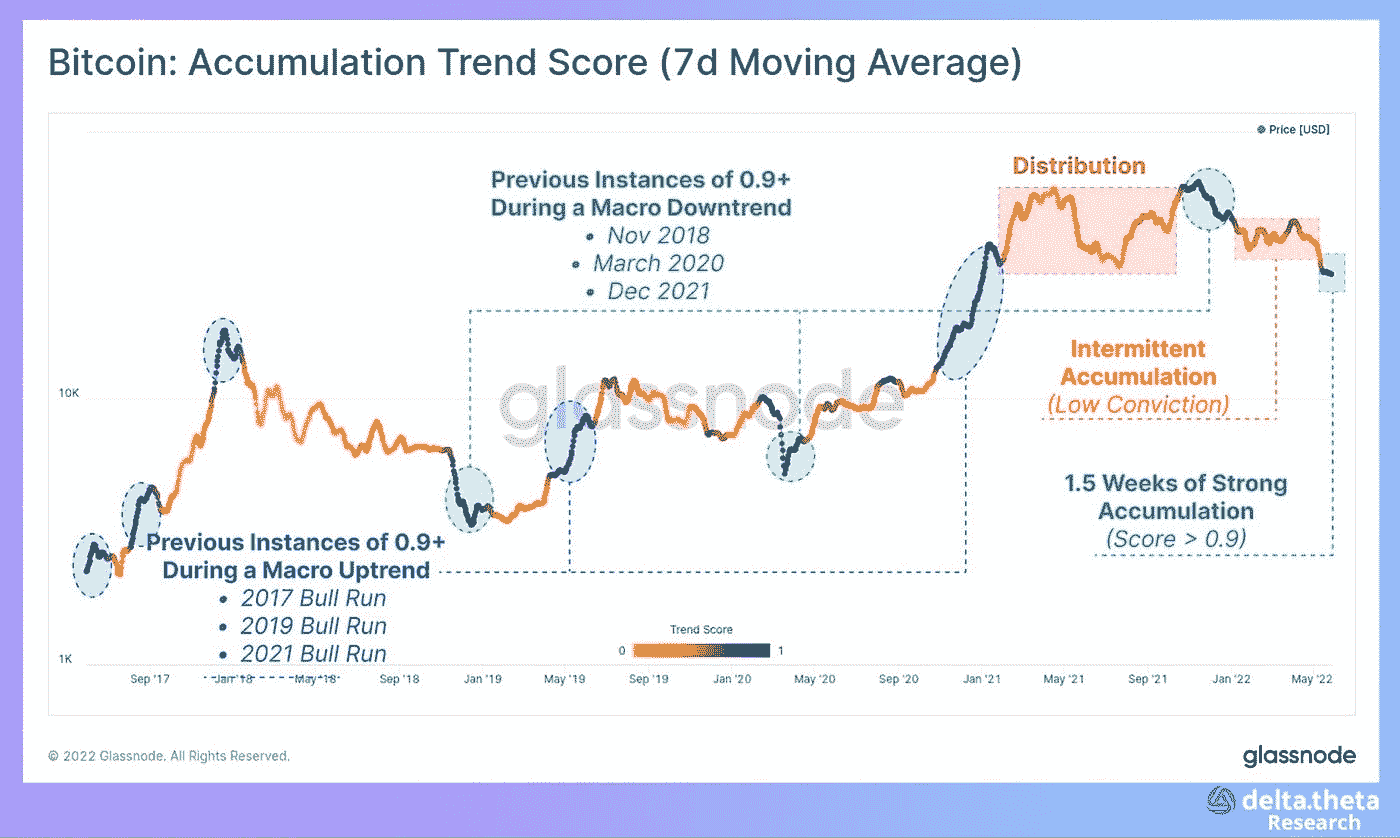 Bitcoin: Accumulation Trend Score (7d Moving Average)
Price [USD]
Distribution
Previous Instances of 0.9+
During a Macro Downtrend
• Nov 2018
• March 2020
• Dec 2021
10K
glassnode
Intermittent
Accumulation
(Low Conviction)
1.5 Weeks of Strong
Accumulation
(Score > 0.9)
Previous Instances of 0.9+
During a Macro Uptrend
• 2017 Bull Run
• 2019 Bull Run
• 2021 Bull Run
Trend Score
0 1
1K
Sep '17 Jan '18 May '18 Sep '18 Jan '19 May '19 Sep '19 Jan '20 May '20 Sep '20 Jan '21 May '21 Sep '21 Jan '22 May '22
© 2022 Glassnode. All Rights Reserved.
glassnode
delta.theta
Research